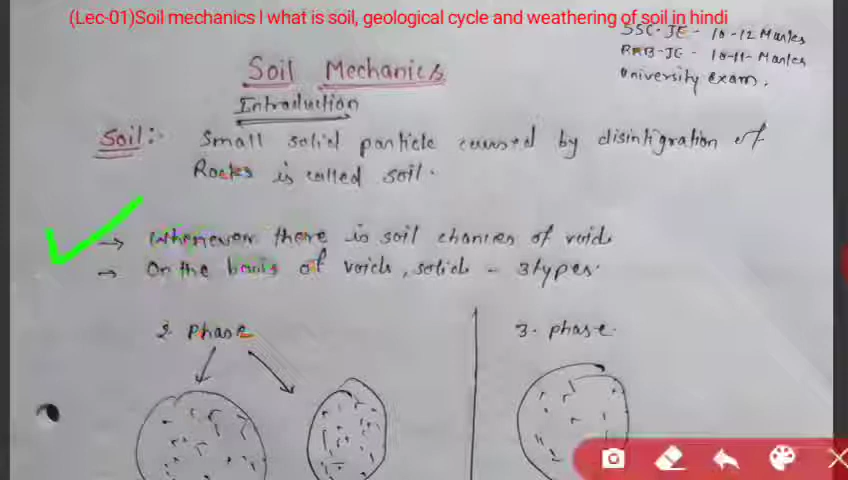 (Lec-01)Soil mechanics | what is soil, geological cycle and weathering of soil in hindi
SSC-JE - 10-12 Marks
RRB-JE - 10-11- Marks
University exam.
Soil Mechanics
Introduction
Soil:- Small solid particle caused by disintigration of
Rocks is called soil.
→ Whenever there is soil chances of voids
→ On the basis of voids, solids - 3 types.
2 Phase
3. phase.